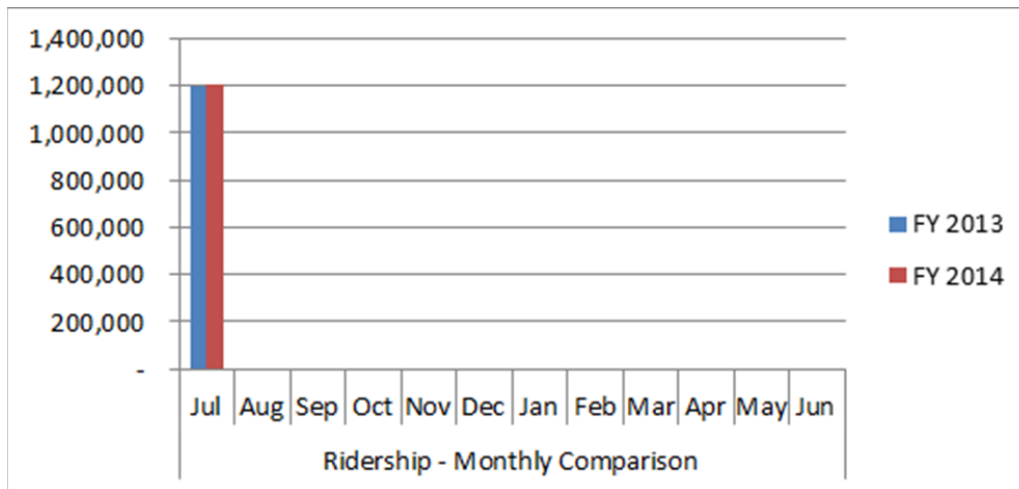 1,400,000
1,200,000
1,000,000
800,000
600,000
400,000
200,000
-
Jul Aug Sep Oct Nov Dec Jan Feb Mar Apr May Jun
Ridership - Monthly Comparison
FY 2013
FY 2014